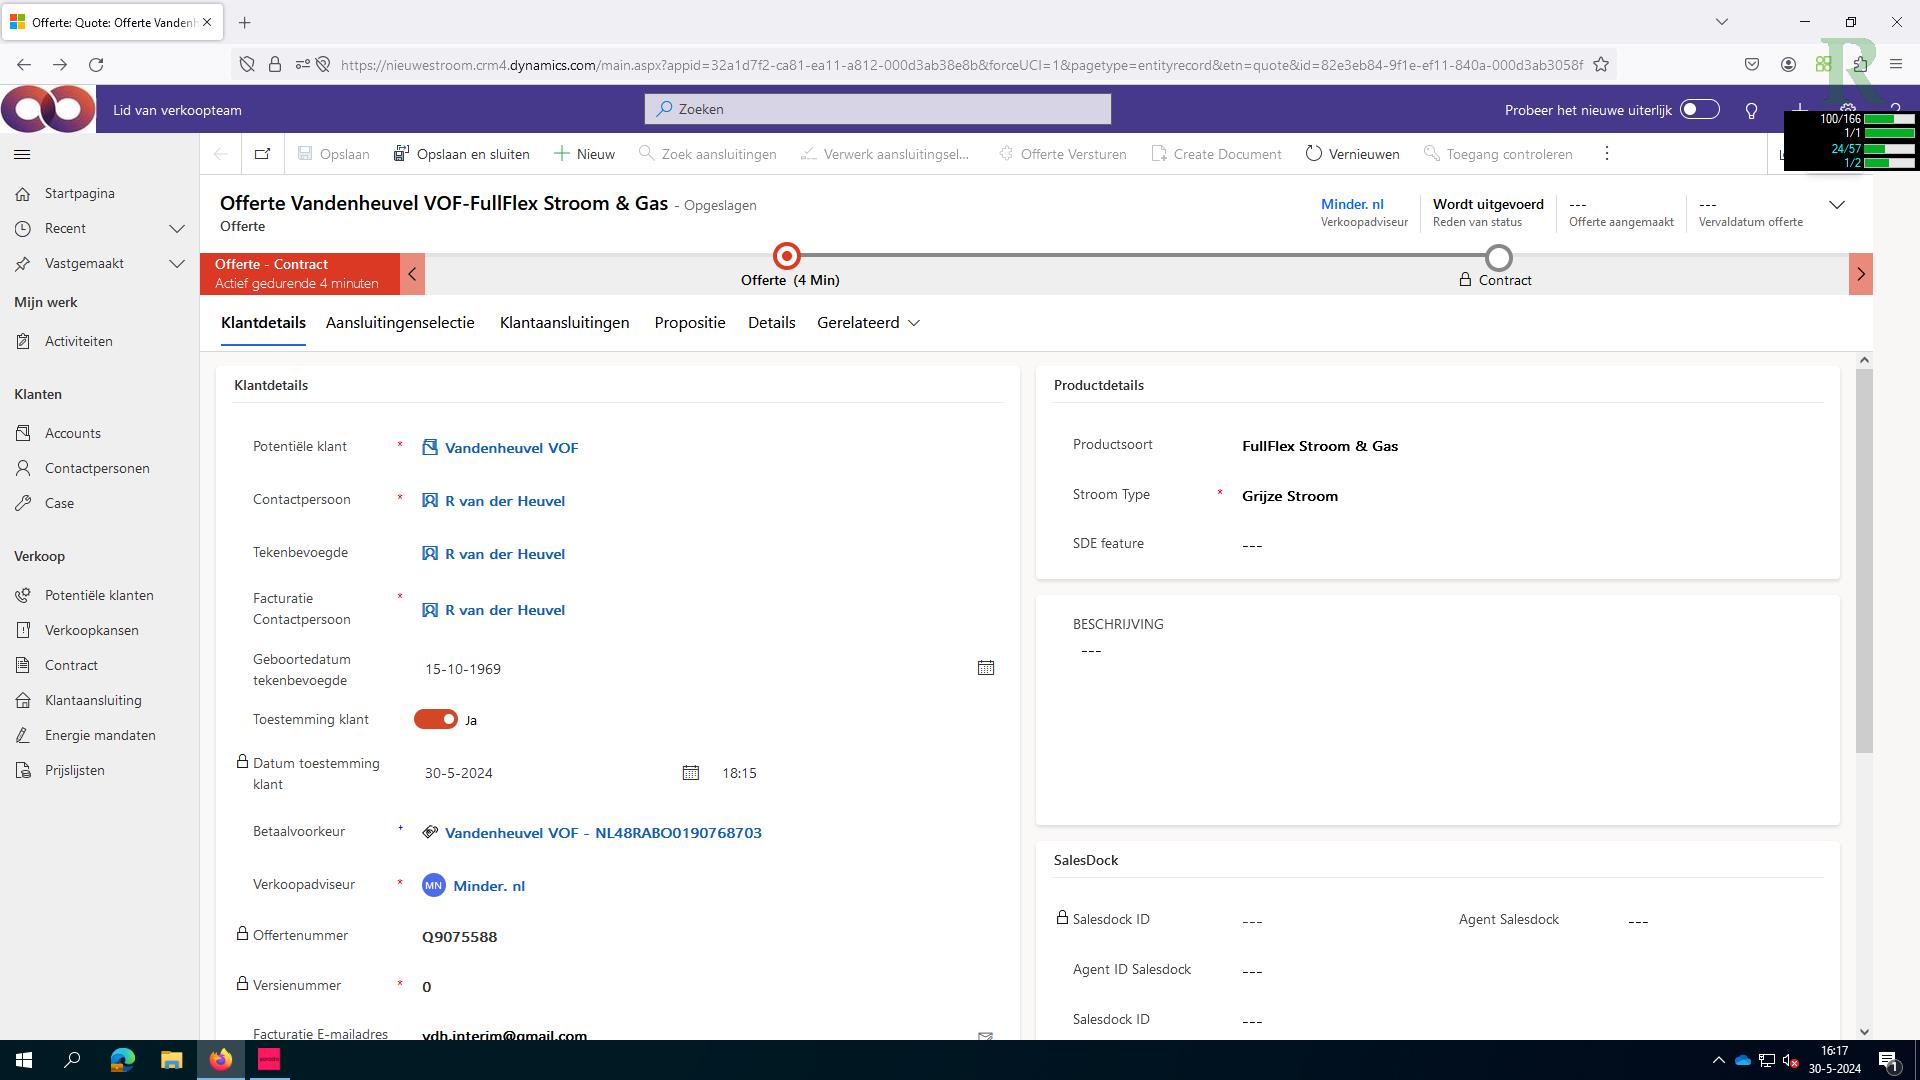 Offerte: Quote: Offerte Vandenh
https://nieuwestroom.crm4.dynamics.com/main.aspx?appid=32a1d7f2-ca81-ea11-a812-000d3ab38e8b&forceUCI=1&pagetype=entityrecord&etn=quote&id=82e3eb84-9f1e-ef11-840a-000d3ab3058f
R
Lid van verkoopteam
Zoeken
Probeer het nieuwe uiterlijk
100/166
1/1
24/57
1/2
Opslaan
Opslaan en sluiten
Nieuw
Zoek aansluitingen
Verwerk aansluitingsel...
Offerte Versturen
Create Document
Vernieuwen
Toegang controleren
Startpagina
Recent
Vastgemaakt
Mijn werk
Activiteiten
Klanten
Accounts
Contactpersonen
Case
Verkoop
Potentiële klanten
Verkoopkansen
Contract
Klantaansluiting
Energie mandaten
Prijslijsten
Offerte Vandenheuvel VOF-FullFlex Stroom & Gas - Opgeslagen
Offerte
Minder. nl
Verkoopadviseur
Wordt uitgevoerd
Reden van status
---
Offerte aangemaakt
---
Vervaldatum offerte
Offerte - Contract
Actief gedurende 4 minuten
Offerte (4 Min)
Contract
Klantdetails
Aansluitingenselectie
Klantaansluitingen
Propositie
Details
Gerelateerd
Klantdetails
Potentiële klant * Vandenheuvel VOF
Contactpersoon * R van der Heuvel
Tekenbevoegde R van der Heuvel
Facturatie Contactpersoon * R van der Heuvel
Geboortedatum tekenbevoegde 15-10-1969
Toestemming klant Ja
Datum toestemming klant 30-5-2024 18:15
Betaalvoorkeur + Vandenheuvel VOF - NL48RABO0190768703
Verkoopadviseur * MN Minder. nl
Offertenummer Q9075588
Versienummer * 0
Facturatie E-mailadres vdh.interim@gmail.com
Productdetails
Productsoort FullFlex Stroom & Gas
Stroom Type * Grijze Stroom
SDE feature ---
BESCHRIJVING
---
SalesDock
Salesdock ID --- Agent Salesdock ---
Agent ID Salesdock ---
Salesdock ID ---
16:17
30-5-2024
1